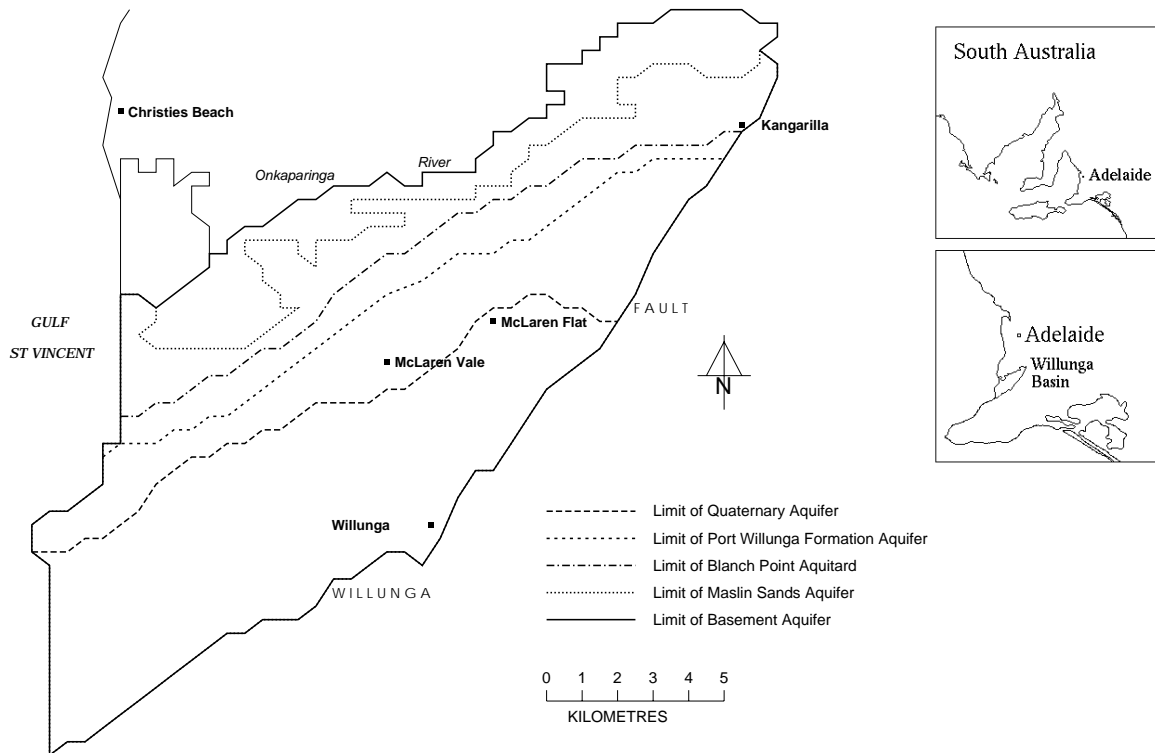 Christies Beach
Onkaparinga
River
Kangarilla
GULF
ST VINCENT
McLaren Flat
McLaren Vale
FAULT
N
Willunga
WILLUNGA
Limit of Quaternary Aquifer
Limit of Port Willunga Formation Aquifer
Limit of Blanch Point Aquitard
Limit of Maslin Sands Aquifer
Limit of Basement Aquifer
0 1 2 3 4 5
KILOMETRES
South Australia
Adelaide
Adelaide
Willunga
Basin